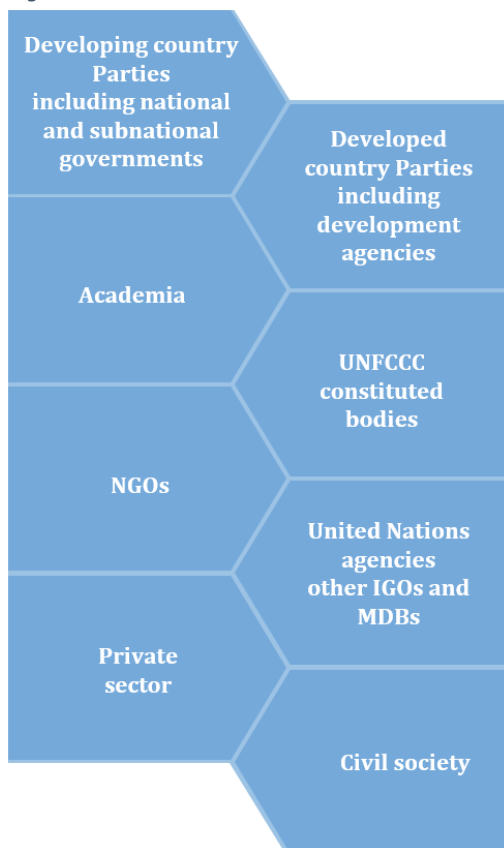 Developing country
Parties
including national
and subnational
governments
Developed
country Parties
including
development
agencies
Academia
UNFCCC
constituted
bodies
NGOs
United Nations
agencies
other IGOs and
MDBs
Private
sector
Civil society